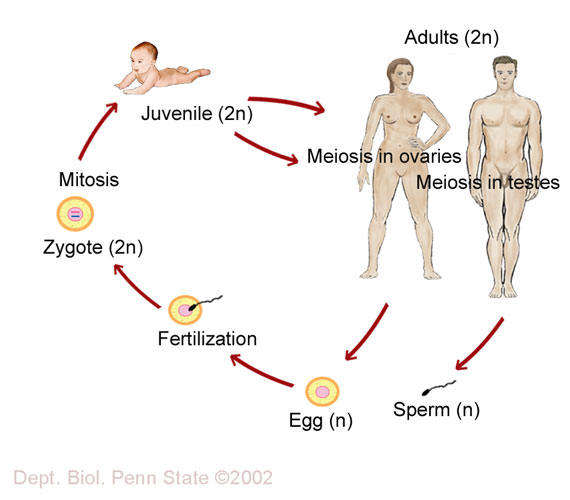 Adults (2n)
Juvenile (2n)
Meiosis in ovaries
Meiosis in testes
Mitosis
Zygote (2n)
Fertilization
Egg (n)
Sperm (n)
Dept. Biol. Penn State ©2002